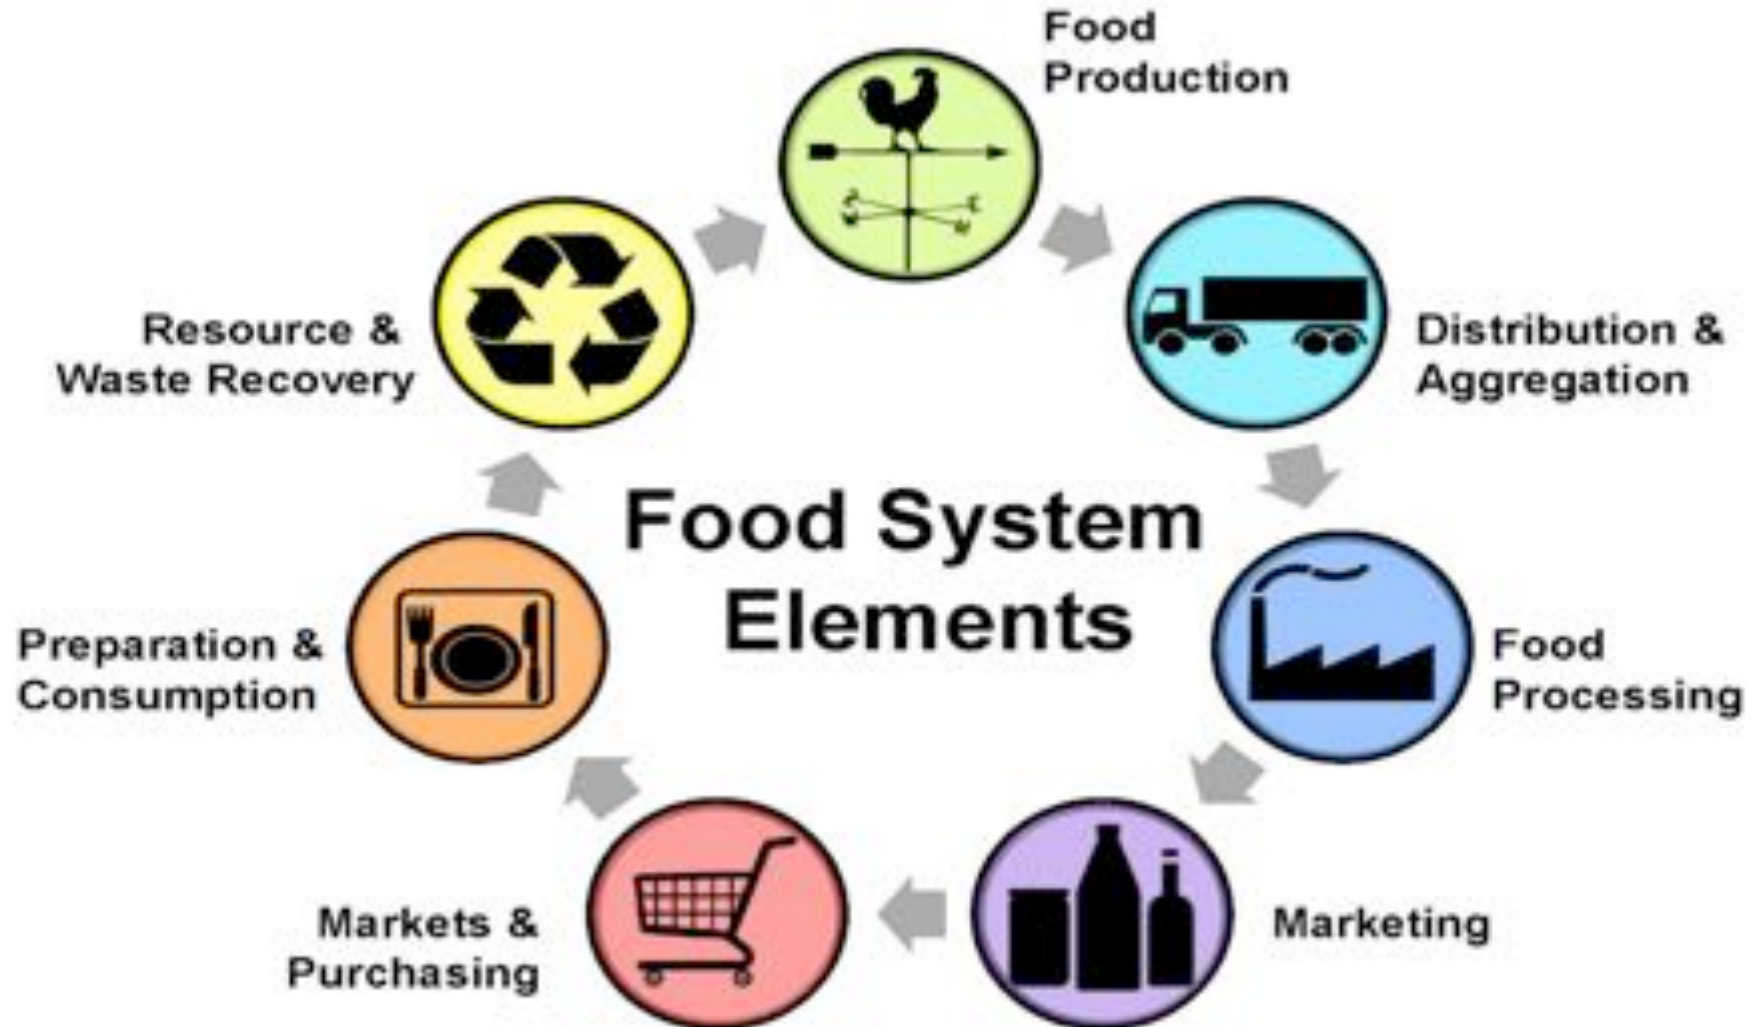 Food
Production
Distribution &
Aggregation
Food
Processing
Marketing
Markets &
Purchasing
Preparation &
Consumption
Resource &
Waste Recovery
Food System
Elements